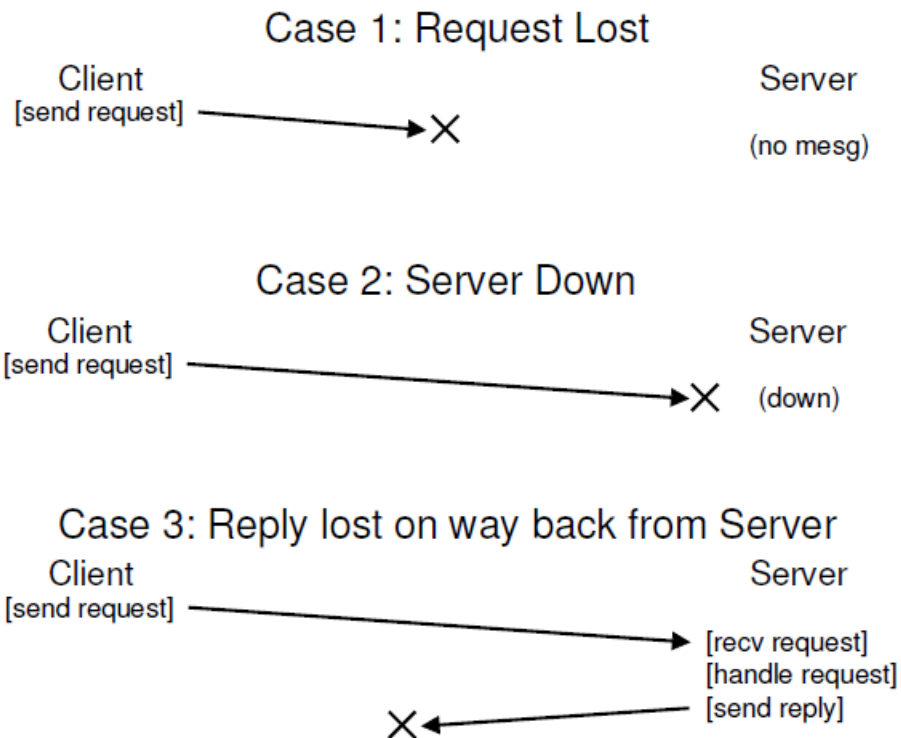 Case 1: Request Lost
Client
Server
[send request]
(no mesg)
Case 2: Server Down
Client
Server
[send request]
(down)
Case 3: Reply lost on way back from Server
Client
Server
[send request]
[recv request]
[handle request]
[send reply]